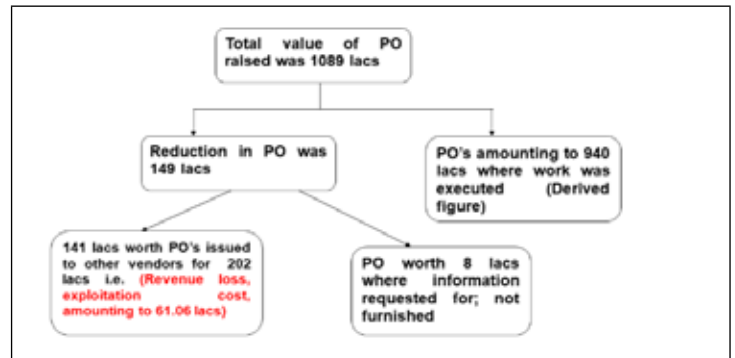 Total value of PO
raised was 1089 lacs
Reduction in PO was
149 lacs
PO's amounting to 940
lacs where work was
executed (Derived
figure)
141 lacs worth PO's issued
to other vendors for 202
lacs i.e. (Revenue loss,
exploitation cost,
amounting to 61.06 lacs)
PO worth 8 lacs
where information
requested for; not
furnished